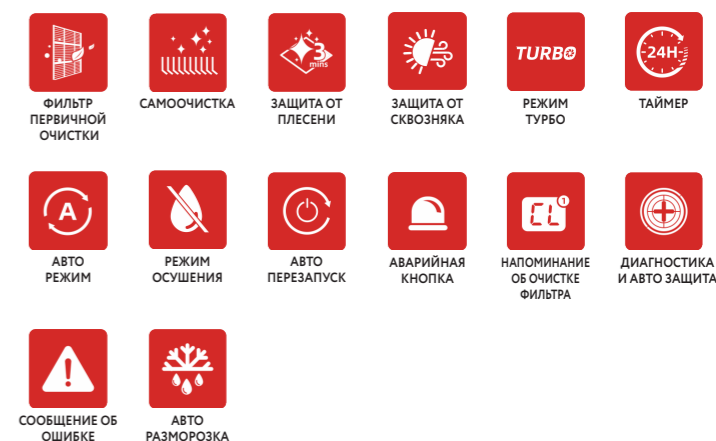 3
mins
TURBO
24H
ФИЛЬТР
ПЕРВИЧНОЙ
ОЧИСТКИ
САМООЧИСТКА
ЗАЩИТА ОТ
ПЛЕСЕНИ
ЗАЩИТА ОТ
СКВОЗНЯКА
РЕЖИМ
ТУРБО
ТАЙМЕР
A
CL
1
АВТО
РЕЖИМ
РЕЖИМ
ОСУШЕНИЯ
АВТО
ПЕРЕЗАПУСК
АВАРИЙНАЯ
КНОПКА
НАПОМИНАНИЕ
ОБ ОЧИСТКЕ
ФИЛЬТРА
ДИАГНОСТИКА
И АВТО ЗАЩИТА
!
СООБЩЕНИЕ ОБ
ОШИБКЕ
АВТО
РАЗМОРОЗКА